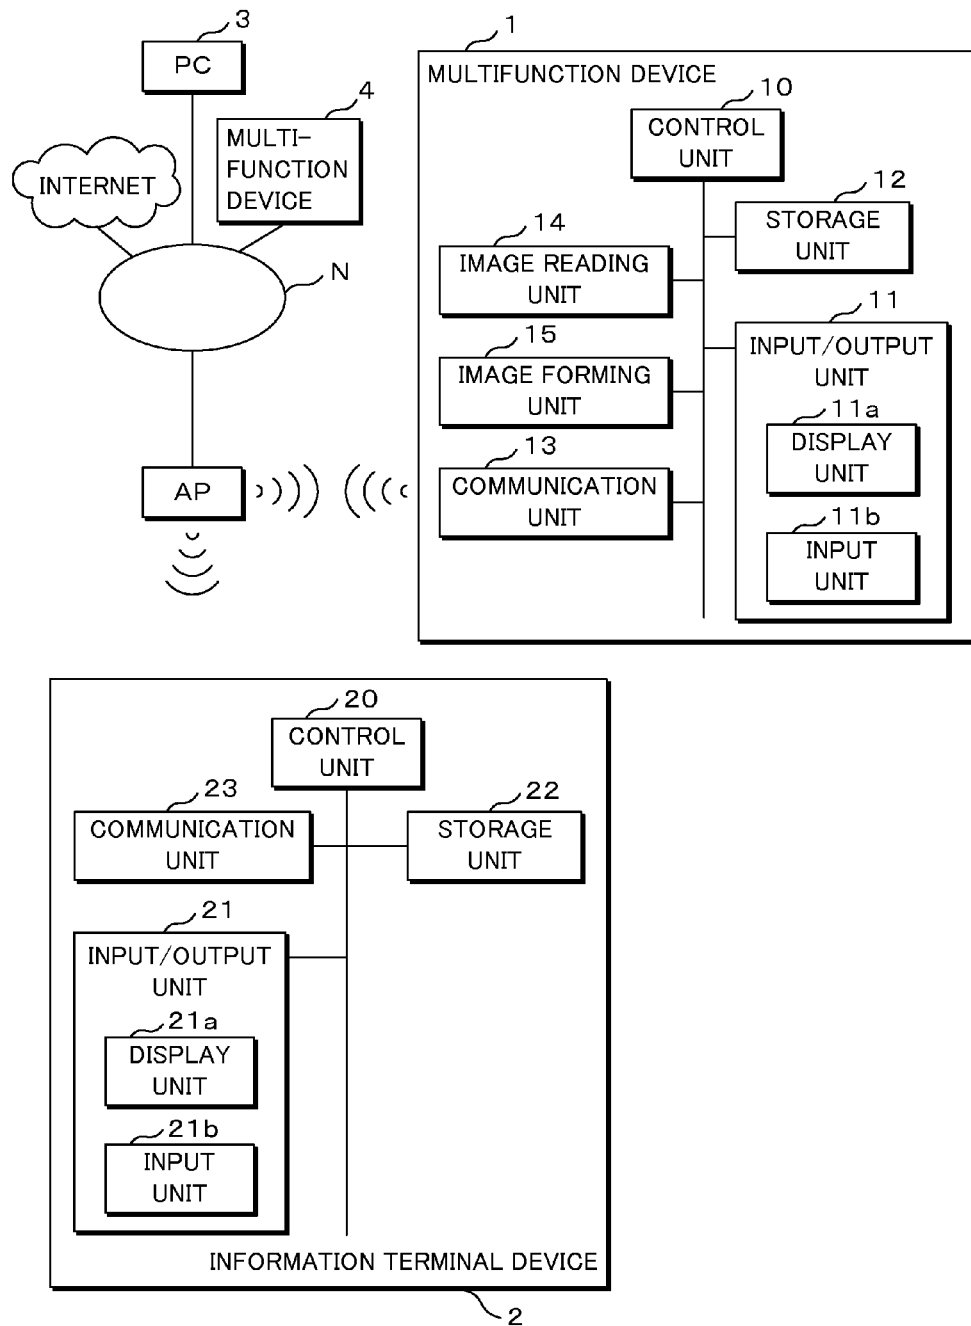 3
PC
4
MULTI-
FUNCTION
DEVICE
INTERNET
N
AP
1
MULTIFUNCTION DEVICE
10
CONTROL
UNIT
12
STORAGE
UNIT
14
IMAGE READING
UNIT
11
INPUT/OUTPUT
UNIT
15
IMAGE FORMING
UNIT
11a
DISPLAY
UNIT
13
COMMUNICATION
UNIT
11b
INPUT
UNIT
20
CONTROL
UNIT
23
COMMUNICATION
UNIT
22
STORAGE
UNIT
21
INPUT/OUTPUT
UNIT
21a
DISPLAY
UNIT
21b
INPUT
UNIT
INFORMATION TERMINAL DEVICE
2